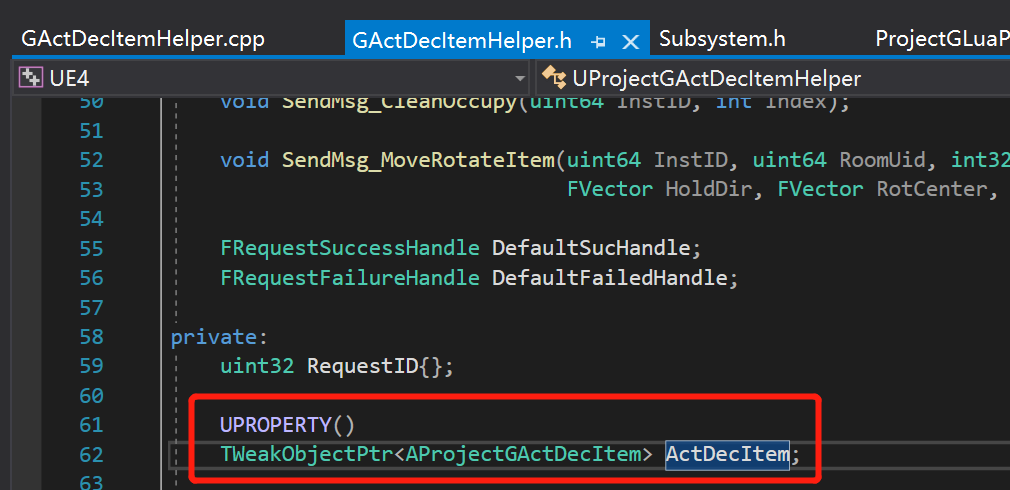 GActDecItemHelper.cpp GActDecItemHelper.h Subsystem.h ProjectGLuaP
UE4 UProjectGActDecItemHelper
50 void SendMsg_CleanOccupy(uint64 InstID, int Index);
51
52 void SendMsg_MoveRotateItem(uint64 InstID, uint64 RoomUid, int32
53 FVector HoldDir, FVector RotCenter,
54
55 FRequestSuccessHandle DefaultSucHandle;
56 FRequestFailureHandle DefaultFailedHandle;
57
58 private:
59 uint32 RequestID{};
60
61 UPROPERTY()
62 TWeakObjectPtr<AProjectGActDecItem> ActDecItem;
63